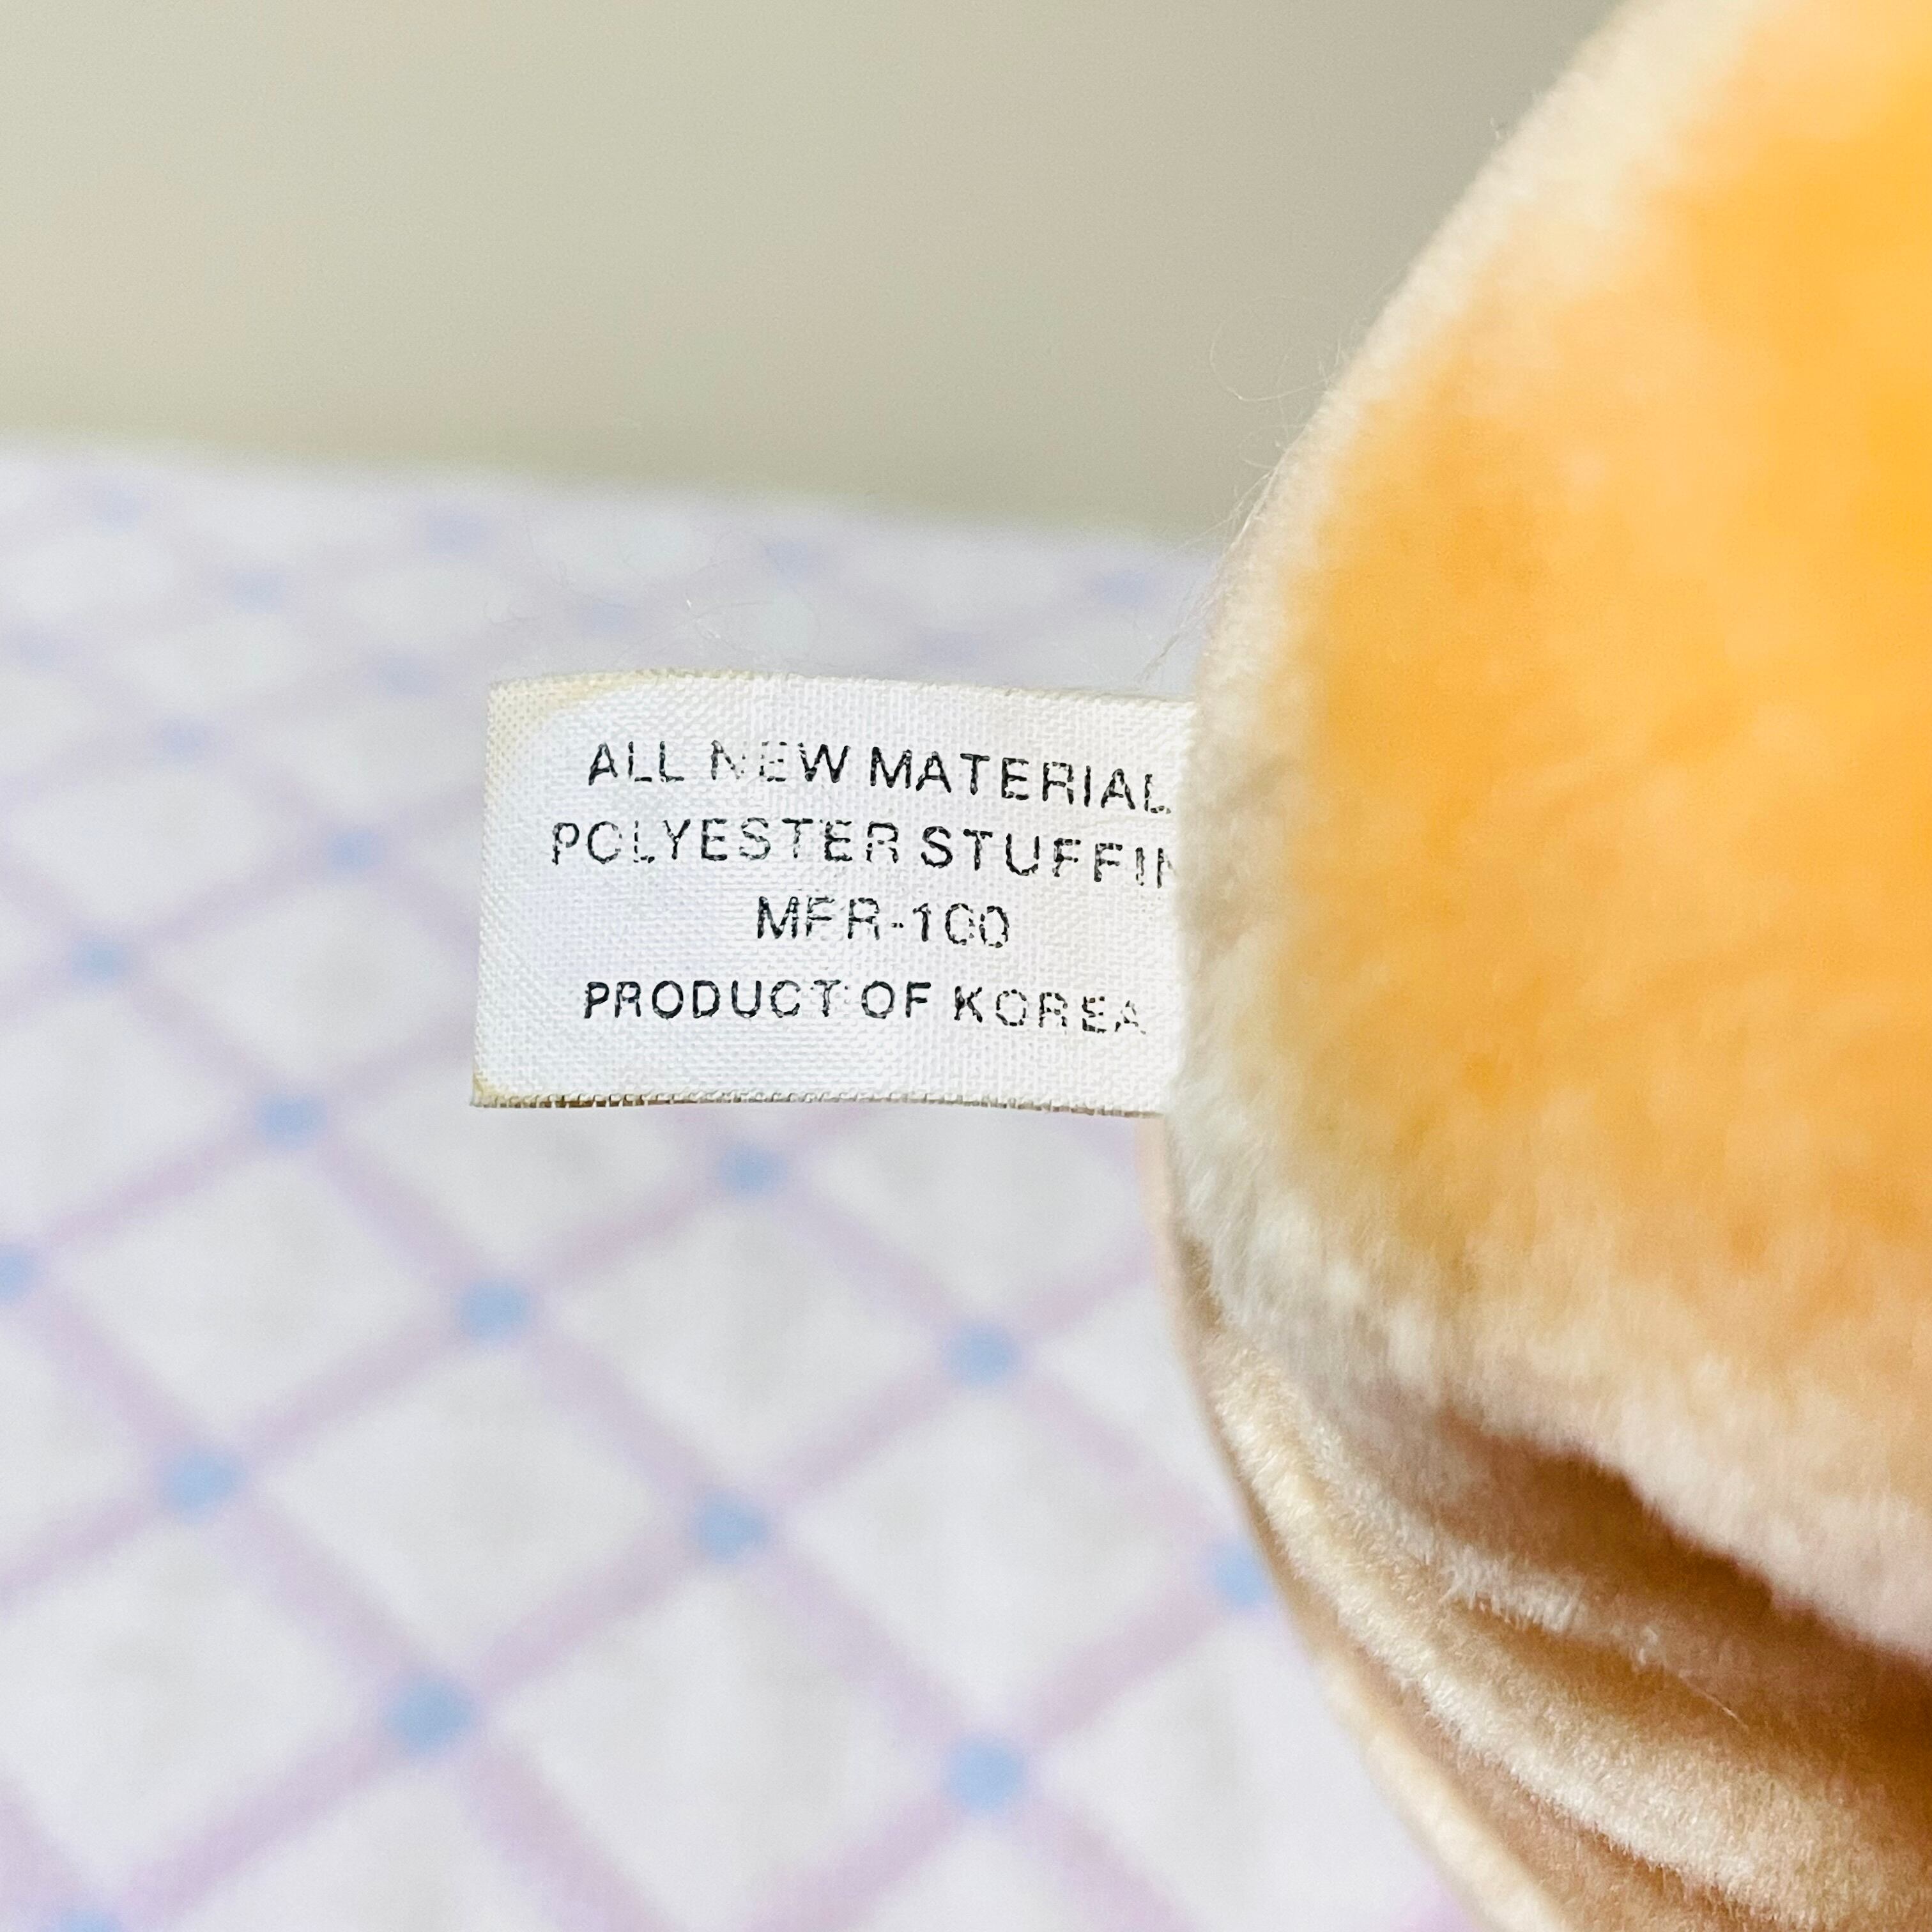 ALL NEW MATERIAL
POLYESTER STUFFIN
MFR-100
PRODUCT OF KOREA